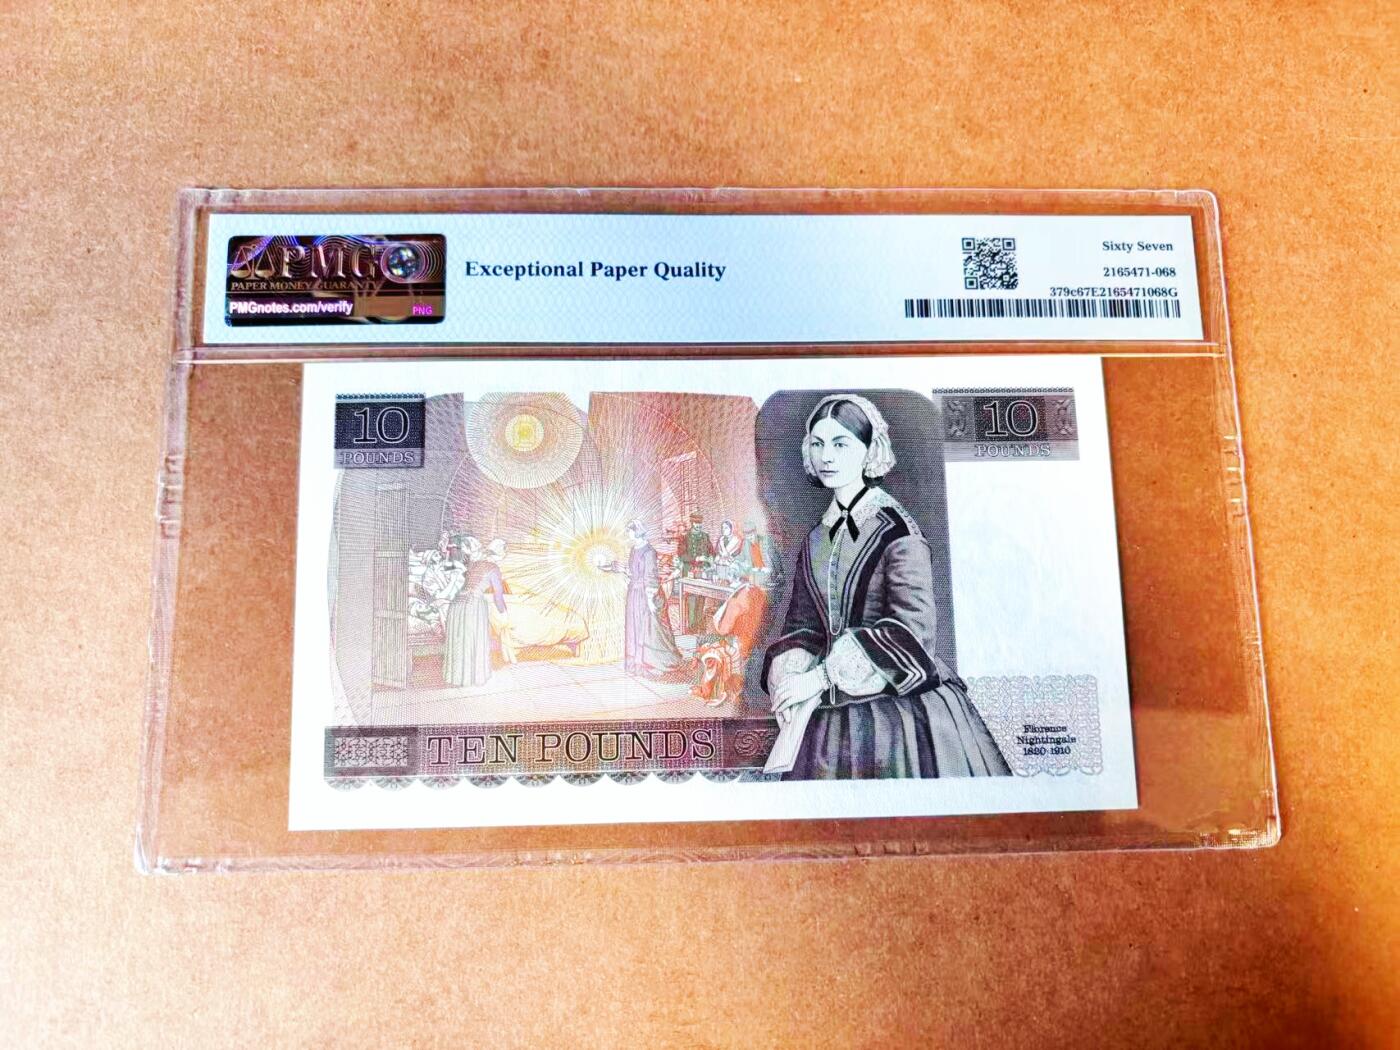 PMG
PAPER MONEY GUARANTY
PMGnotes.com/verify
PNG
Exceptional Paper Quality
Sixty Seven
2165471-068
379c67E2165471068G
10
POUNDS
10
POUNDS
TEN POUNDS
Florence
Nightingale
1820-1910